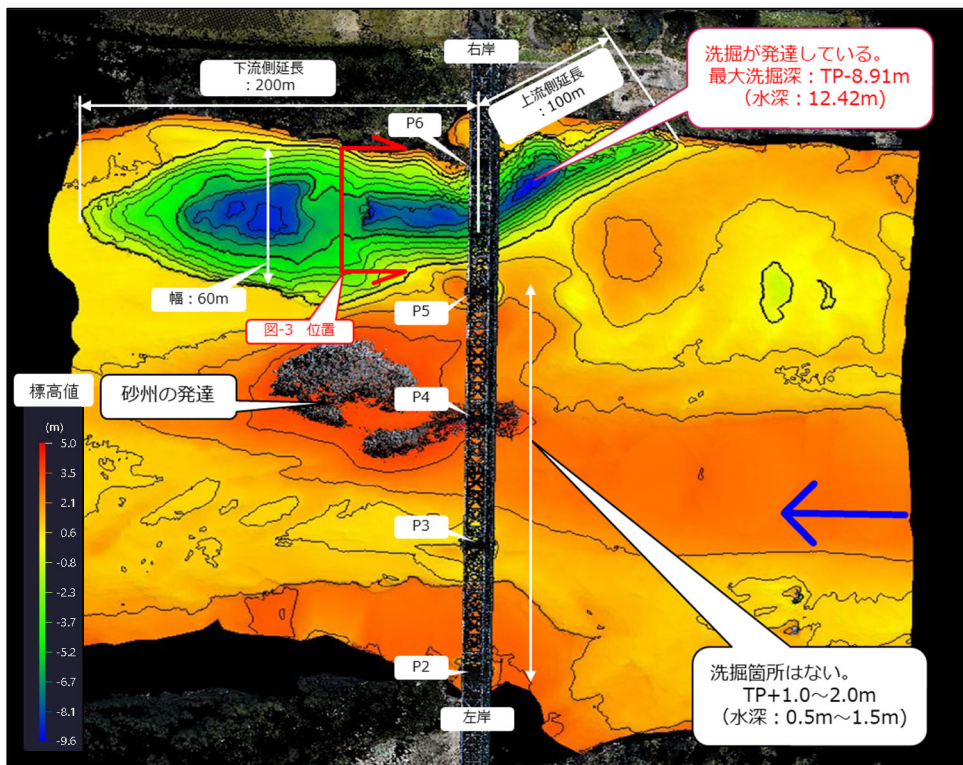 右岸
下流側延長
：200m
上流側延長
：100m
洗掘が発達している。
最大洗掘深：TP-8.91m
（水深：12.42m）
P6
幅：60m
図-3　位置
P5
標高値
(m)
5.0
3.5
2.1
0.6
-0.9
-2.3
-3.8
-5.2
-6.7
-8.1
-9.6
砂州の発達
P4
P3
P2
左岸
洗掘箇所はない。
TP+1.0～2.0m
（水深：0.5m～1.5m）